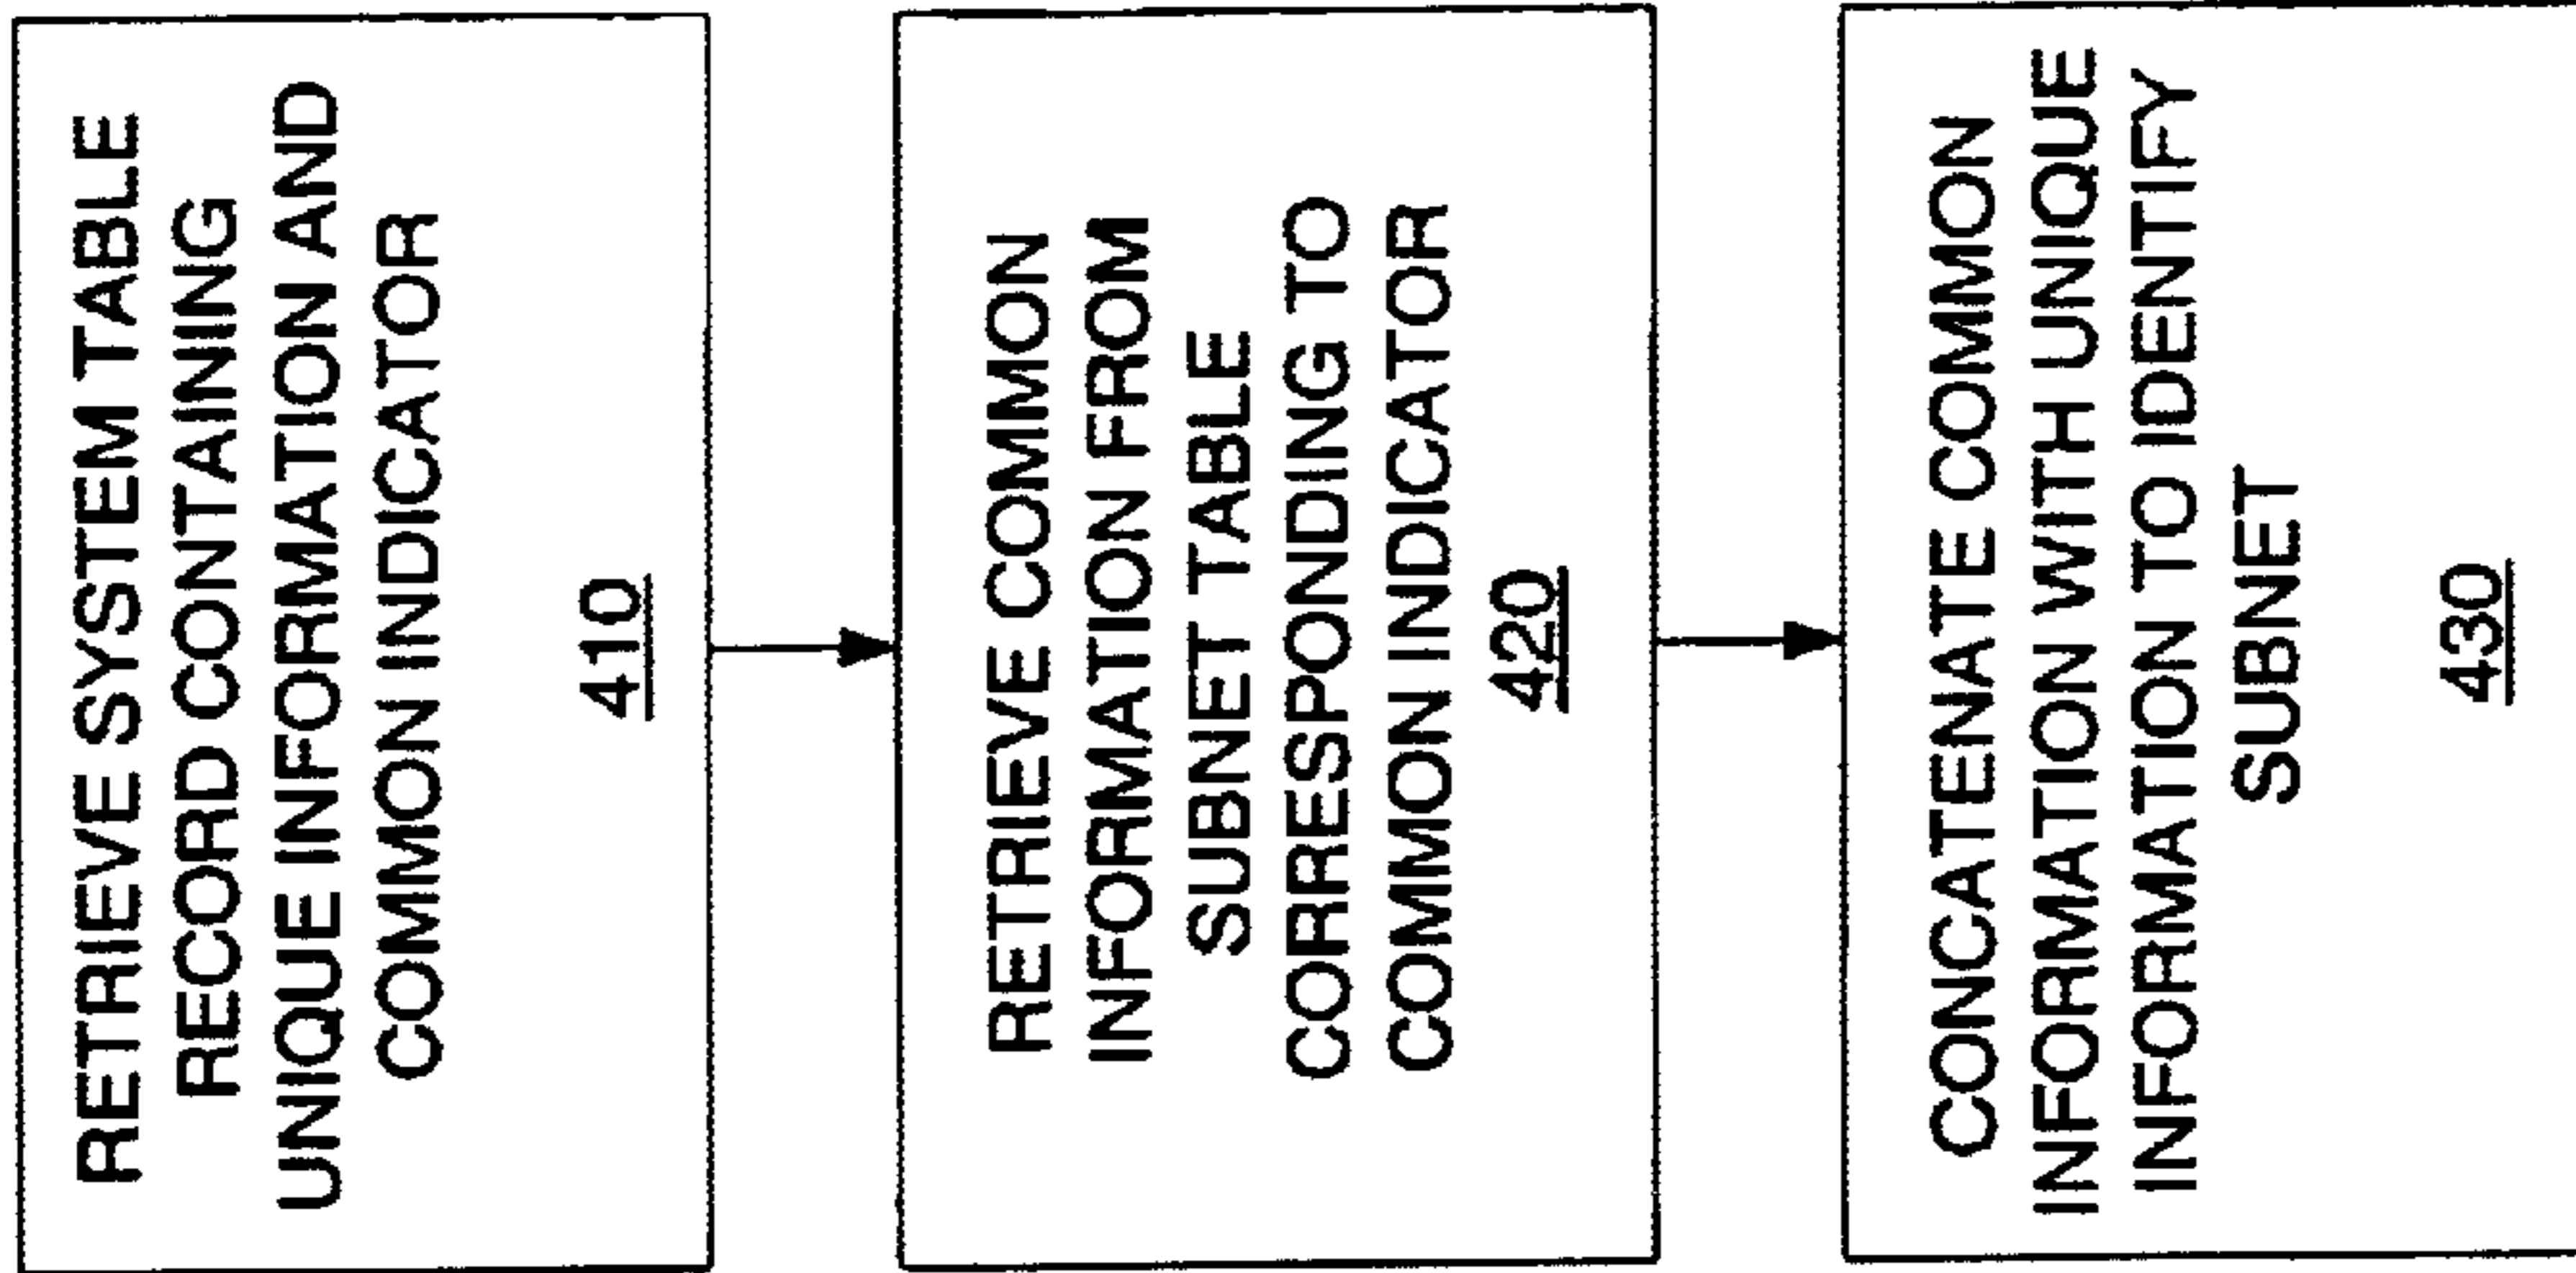 RETRIEVE SYSTEM TABLE
RECORD CONTAINING
UNIQUE INFORMATION AND
COMMON INDICATOR
410
RETRIEVE COMMON
INFORMATION FROM
SUBNET TABLE
CORRESPONDING TO
COMMON INDICATOR
420
CONCATENATE COMMON
INFORMATION WITH UNIQUE
INFORMATION TO IDENTIFY
SUBNET
430